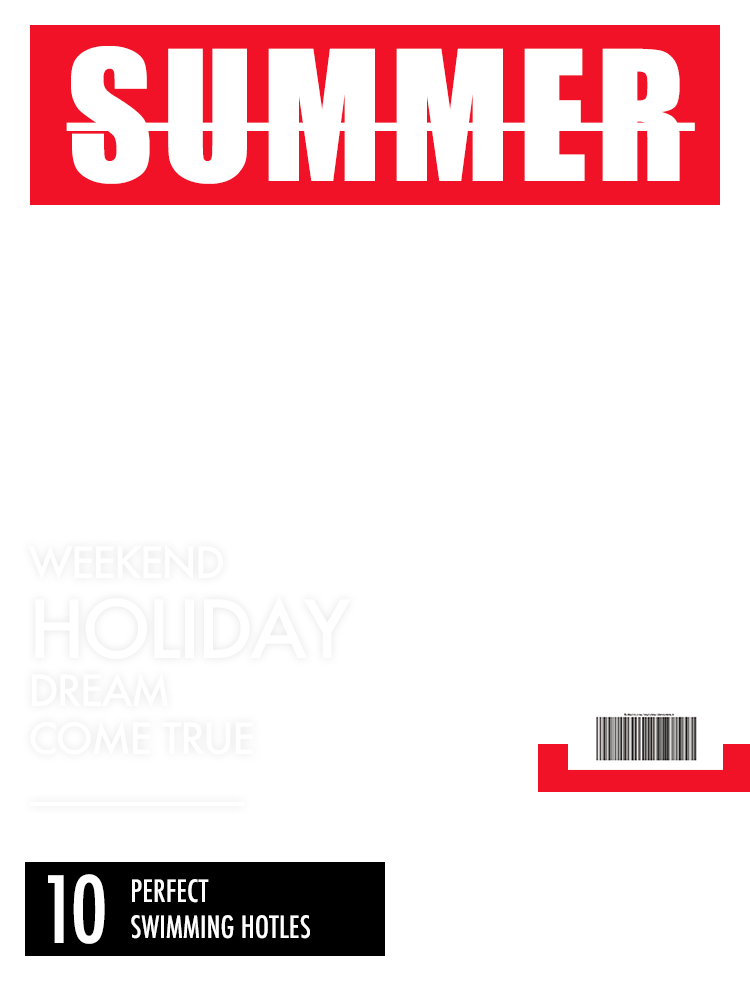 SUMMER
WEEKEND
HOLIDAY
DREAM
COME TRUE
10
PERFECT
SWIMMING HOTLES